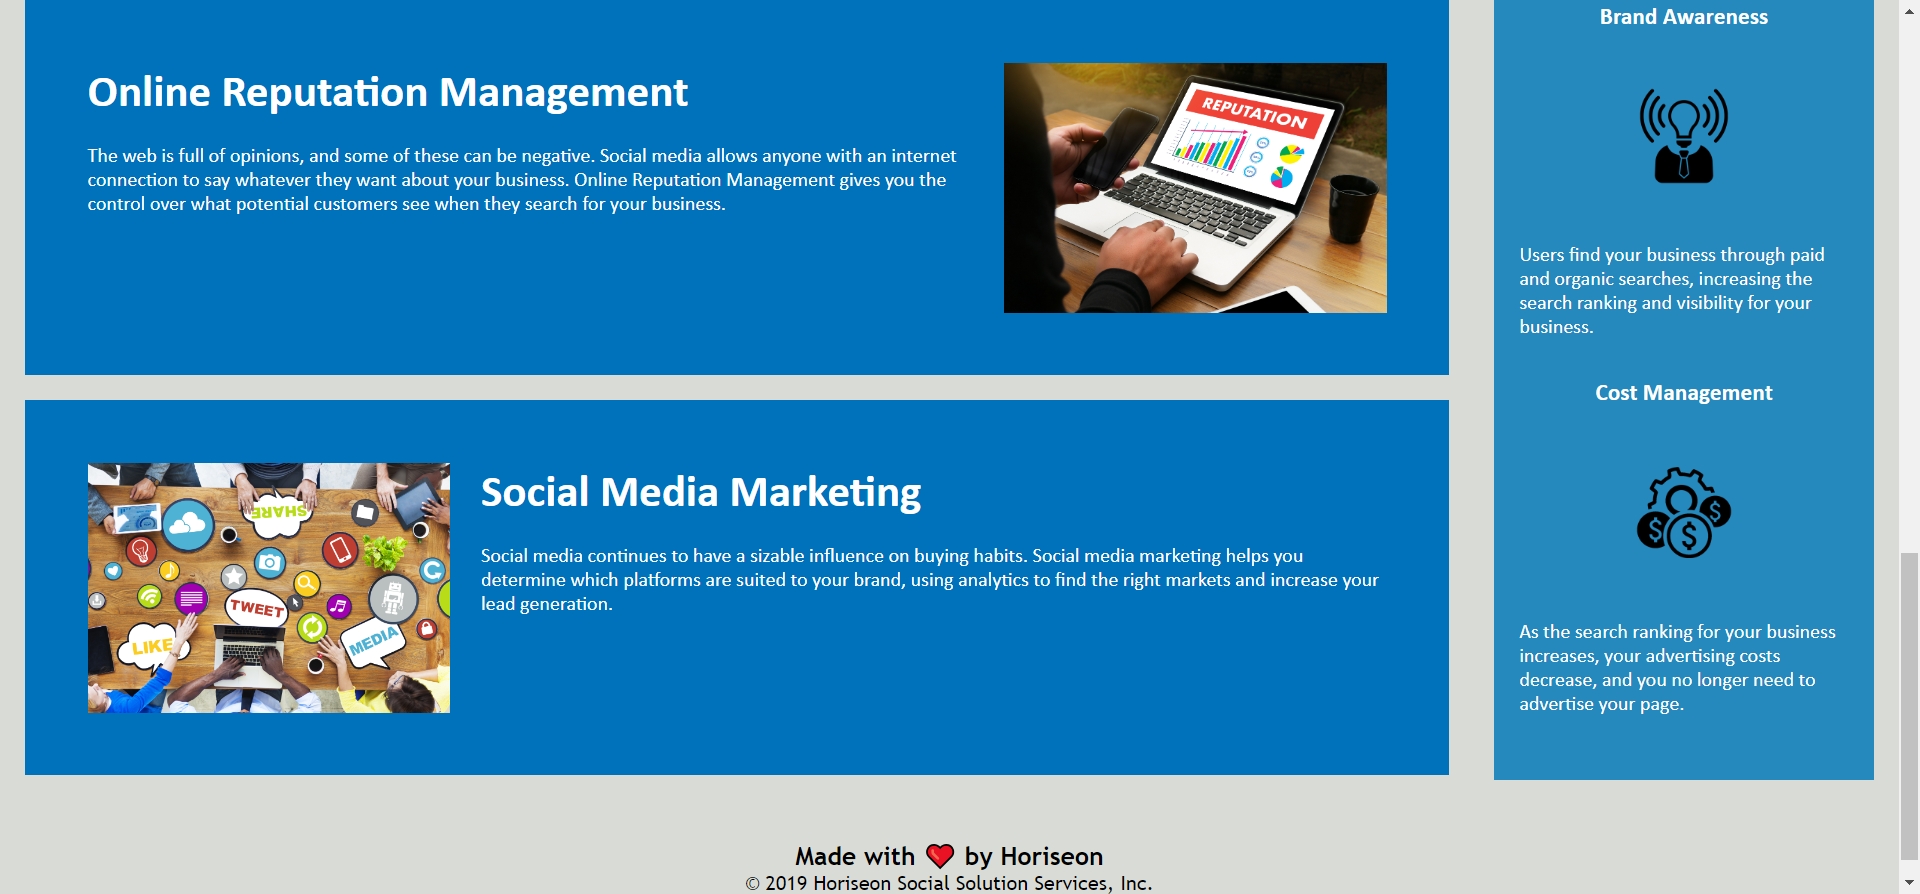 Online Reputation Management
The web is full of opinions, and some of these can be negative. Social media allows anyone with an internet
connection to say whatever they want about your business. Online Reputation Management gives you the
control over what potential customers see when they search for your business.
REPUTATION
Social Media Marketing
Social media continues to have a sizable influence on buying habits. Social media marketing helps you
determine which platforms are suited to your brand, using analytics to find the right markets and increase your
lead generation.
SHARE
TWEET
LIKE
MEDIA
Brand Awareness
Users find your business through paid
and organic searches, increasing the
search ranking and visibility for your
business.
Cost Management
$ $ $
As the search ranking for your business
increases, your advertising costs
decrease, and you no longer need to
advertise your page.
Made with ❤️ by Horiseon
© 2019 Horiseon Social Solution Services, Inc.